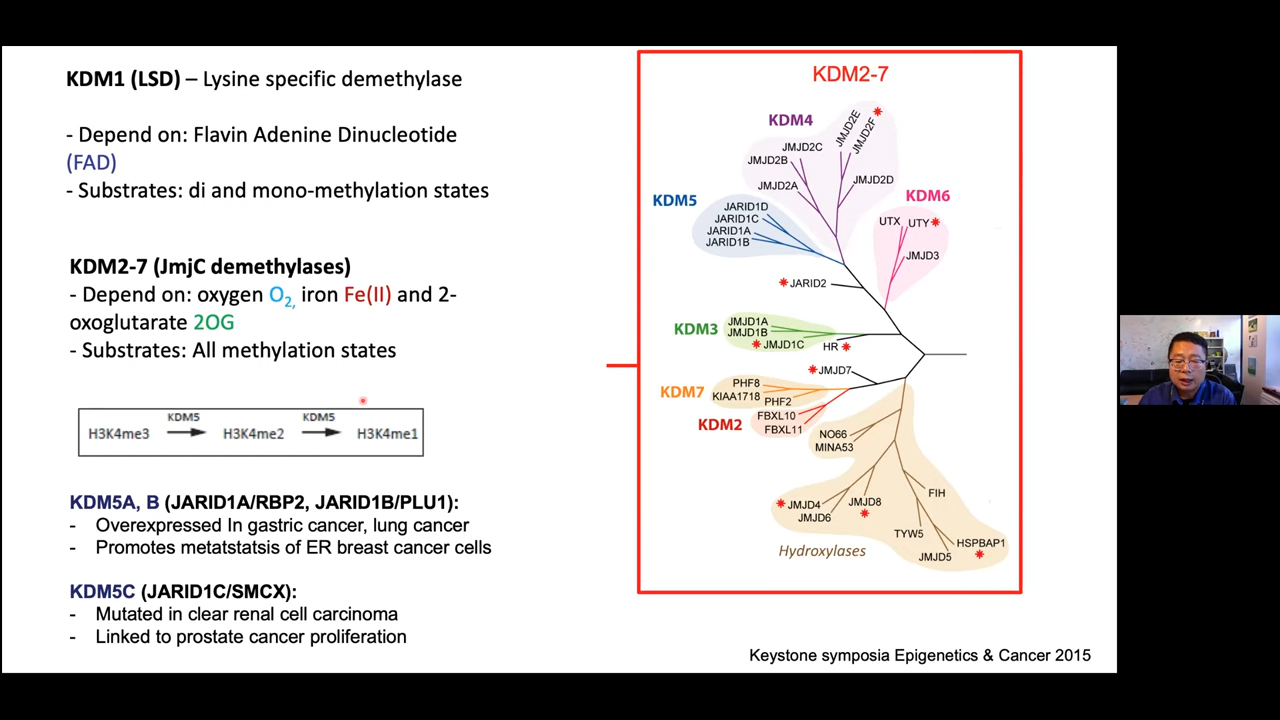 KDM1 (LSD) – Lysine specific demethylase
- Depend on: Flavin Adenine Dinucleotide
(FAD)
- Substrates: di and mono-methylation states
KDM2-7 (JmjC demethylases)
- Depend on: oxygen O2, iron Fe(II) and 2-
oxoglutarate 2OG
- Substrates: All methylation states
KDM5 KDM5
H3K4me3 H3K4me2 H3K4me1
KDM5A, B (JARID1A/RBP2, JARID1B/PLU1):
- Overexpressed In gastric cancer, lung cancer
- Promotes metatstatsis of ER breast cancer cells
KDM5C (JARID1C/SMCX):
- Mutated in clear renal cell carcinoma
- Linked to prostate cancer proliferation
KDM2-7
KDM4
JMJD2E
JMJD2F
JMJD2C
JMJD2B
JMJD2A
JMJD2D
KDM5
JARID1D
JARID1C
JARID1A
JARID1B
KDM6
UTX UTY
JMJD3
JARID2
KDM3
JMJD1A
JMJD1B
JMJD1C
HR
JMJD7
KDM7
PHF8
KIAA1718
PHF2
KDM2
FBXL10
FBXL11
NO66
MINA53
JMJD4
JMJD6
JMJD8
FIH
TYW5
HSPBAP1
JMJD5
Hydroxylases
Keystone symposia Epigenetics & Cancer 2015